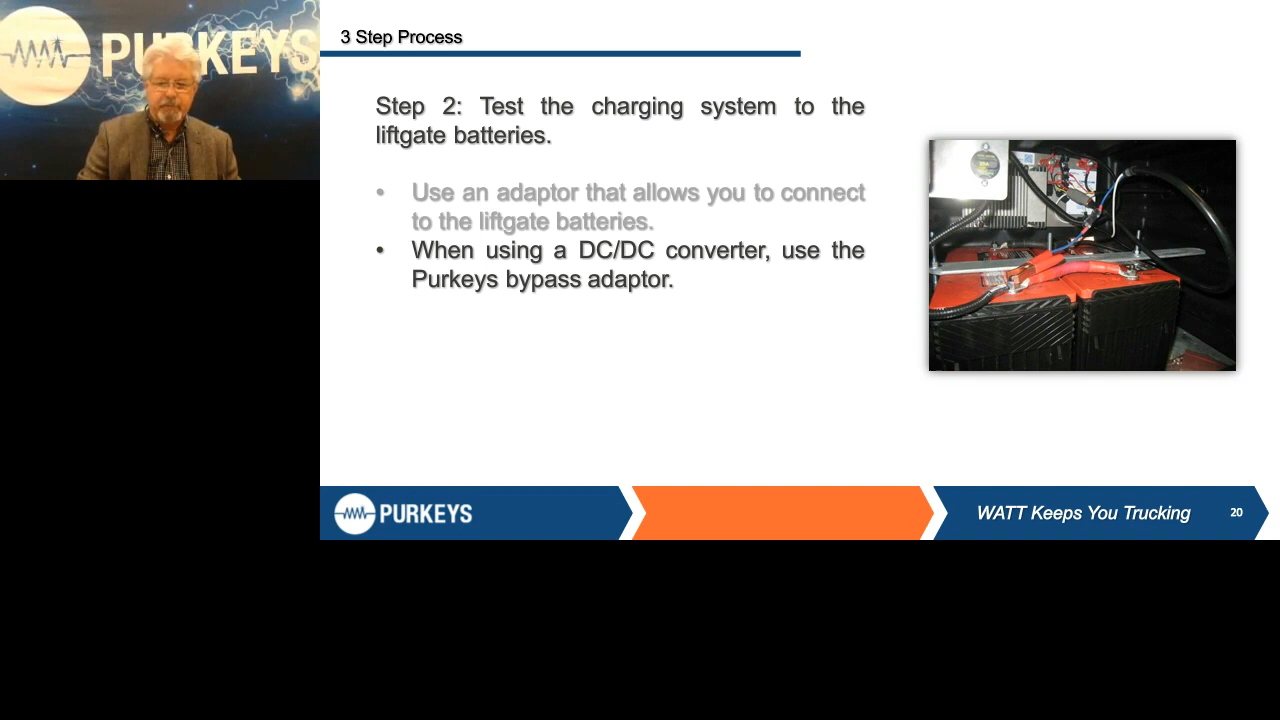 PURKEYS
3 Step Process
Step 2: Test the charging system to the
liftgate batteries.
• Use an adaptor that allows you to connect
to the liftgate batteries.
• When using a DC/DC converter, use the
Purkeys bypass adaptor.
PURKEYS
WATT Keeps You Trucking
20